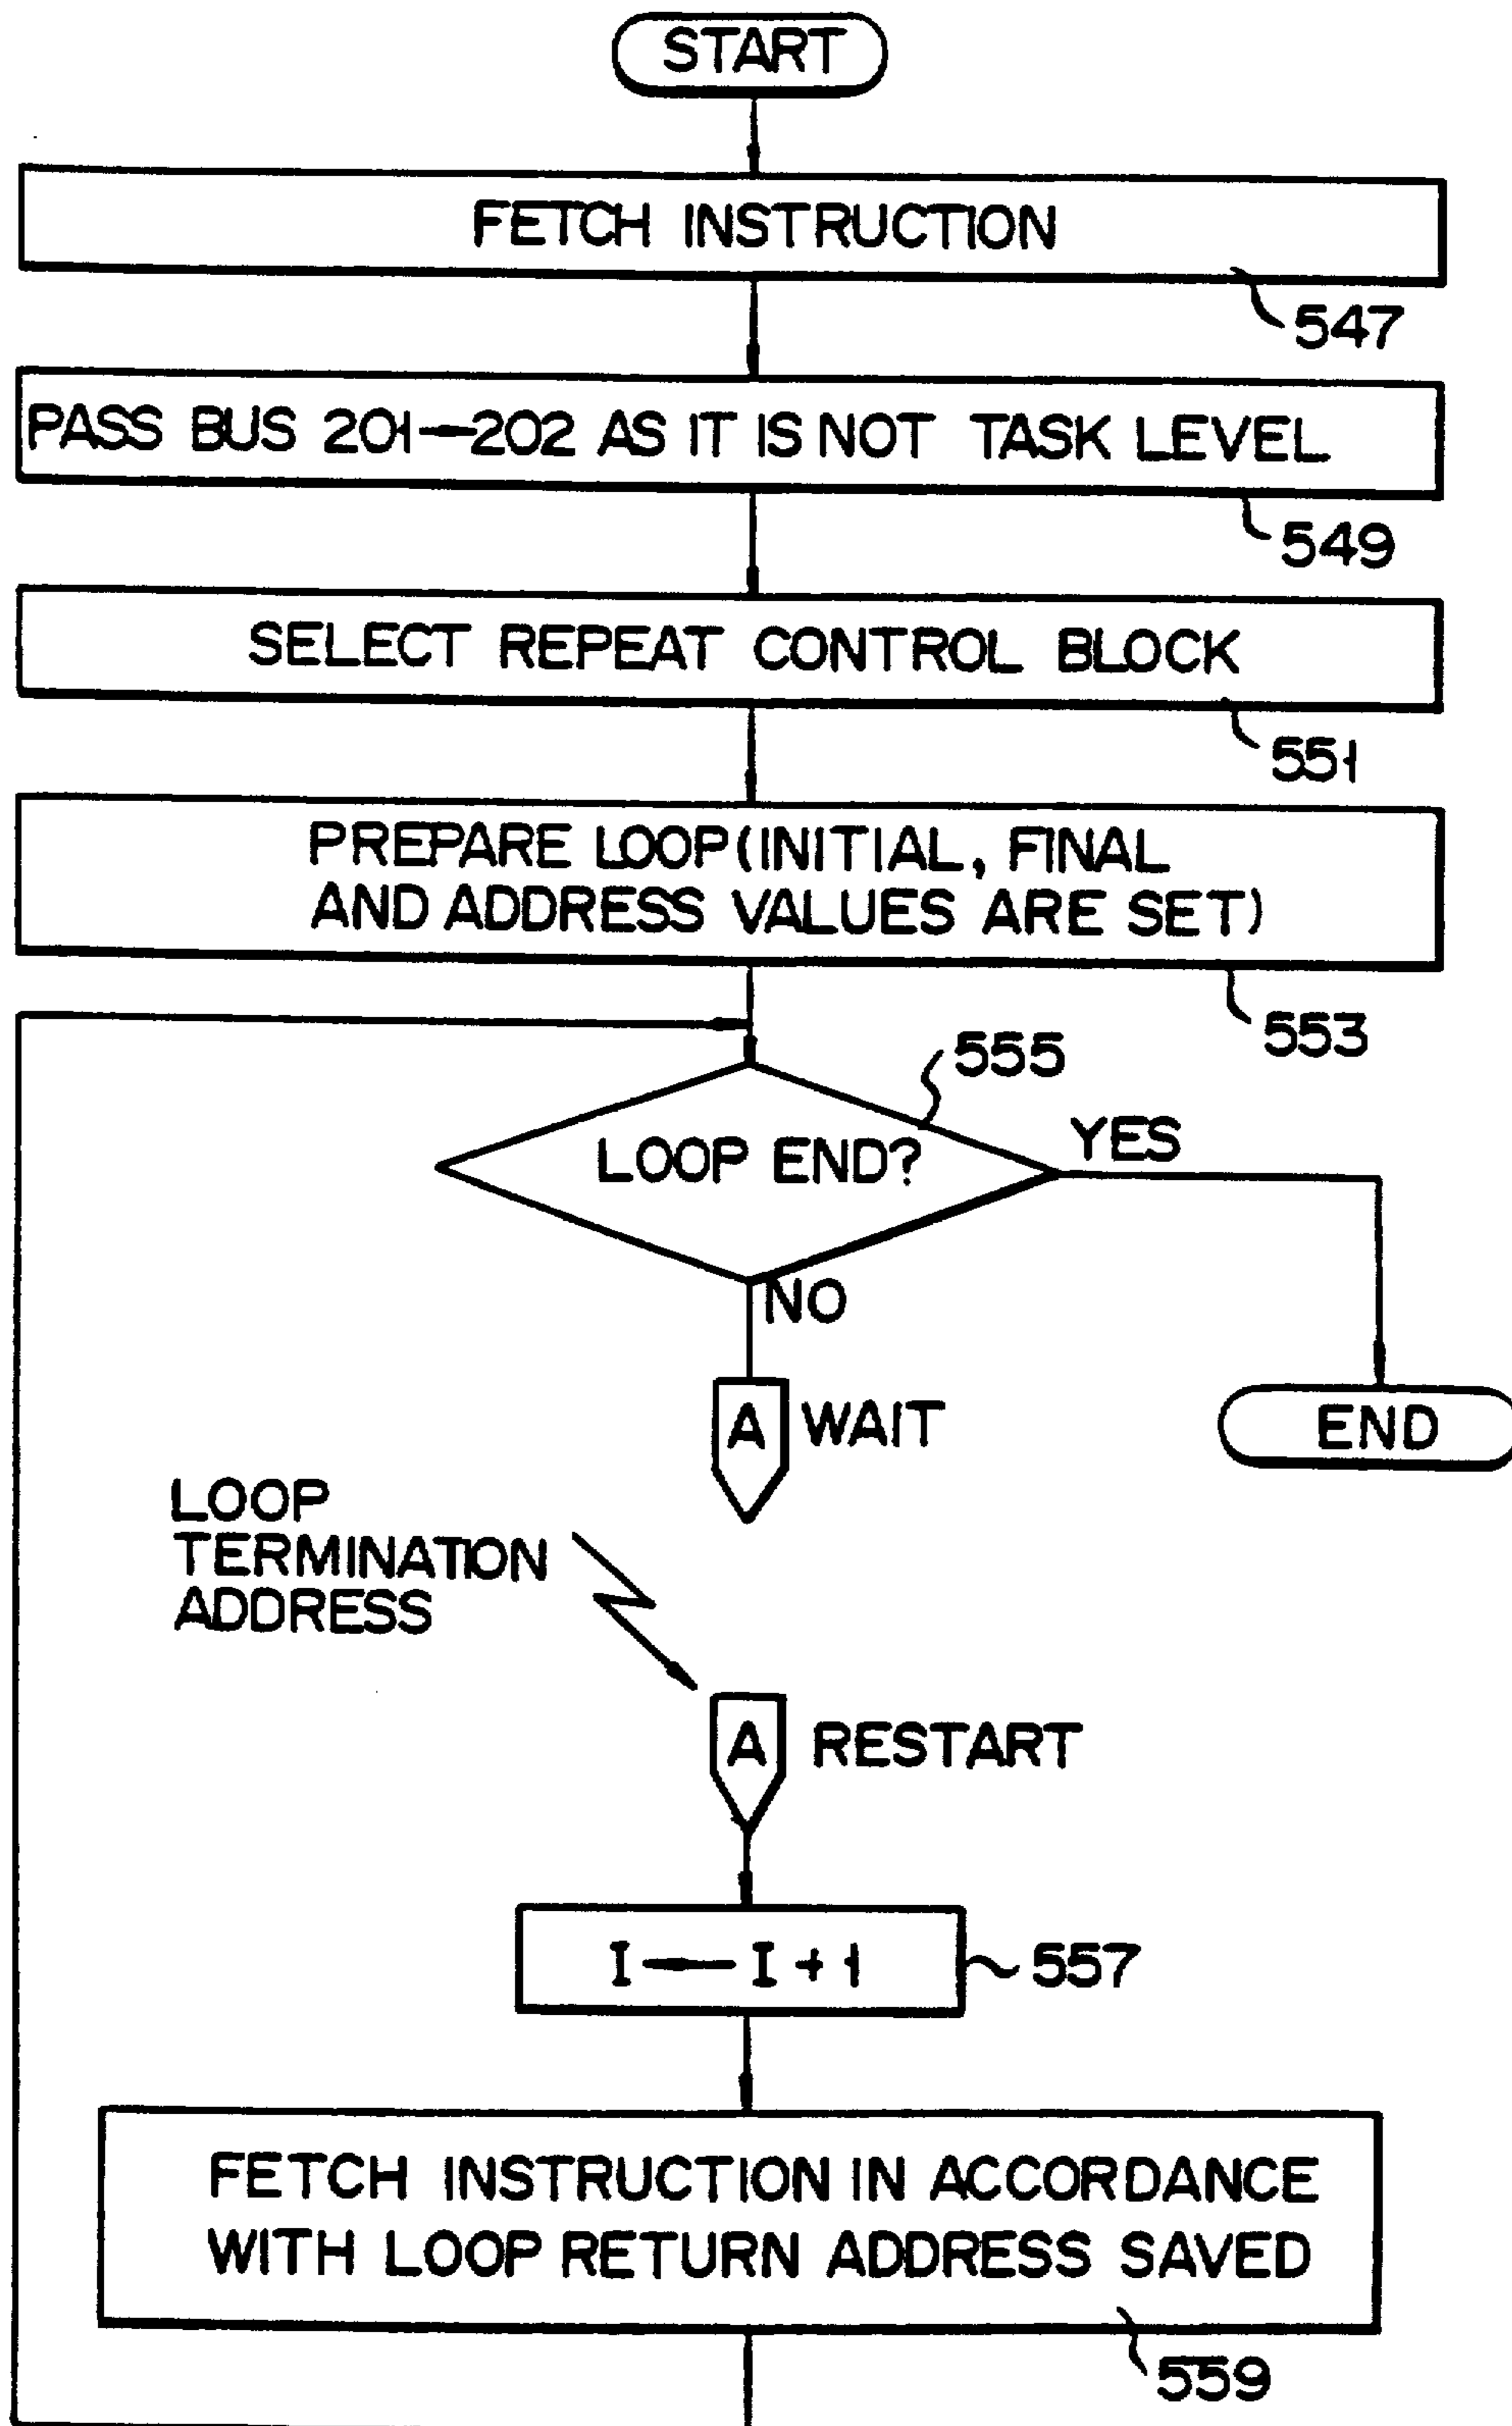 START
FETCH INSTRUCTION
547
PASS BUS 201—202 AS IT IS NOT TASK LEVEL
549
SELECT REPEAT CONTROL BLOCK
551
PREPARE LOOP(INITIAL, FINAL
AND ADDRESS VALUES ARE SET)
553
555
LOOP END?
YES
NO
A WAIT
END
LOOP
TERMINATION
ADDRESS
A RESTART
I ← I + 1
557
FETCH INSTRUCTION IN ACCORDANCE
WITH LOOP RETURN ADDRESS SAVED
559